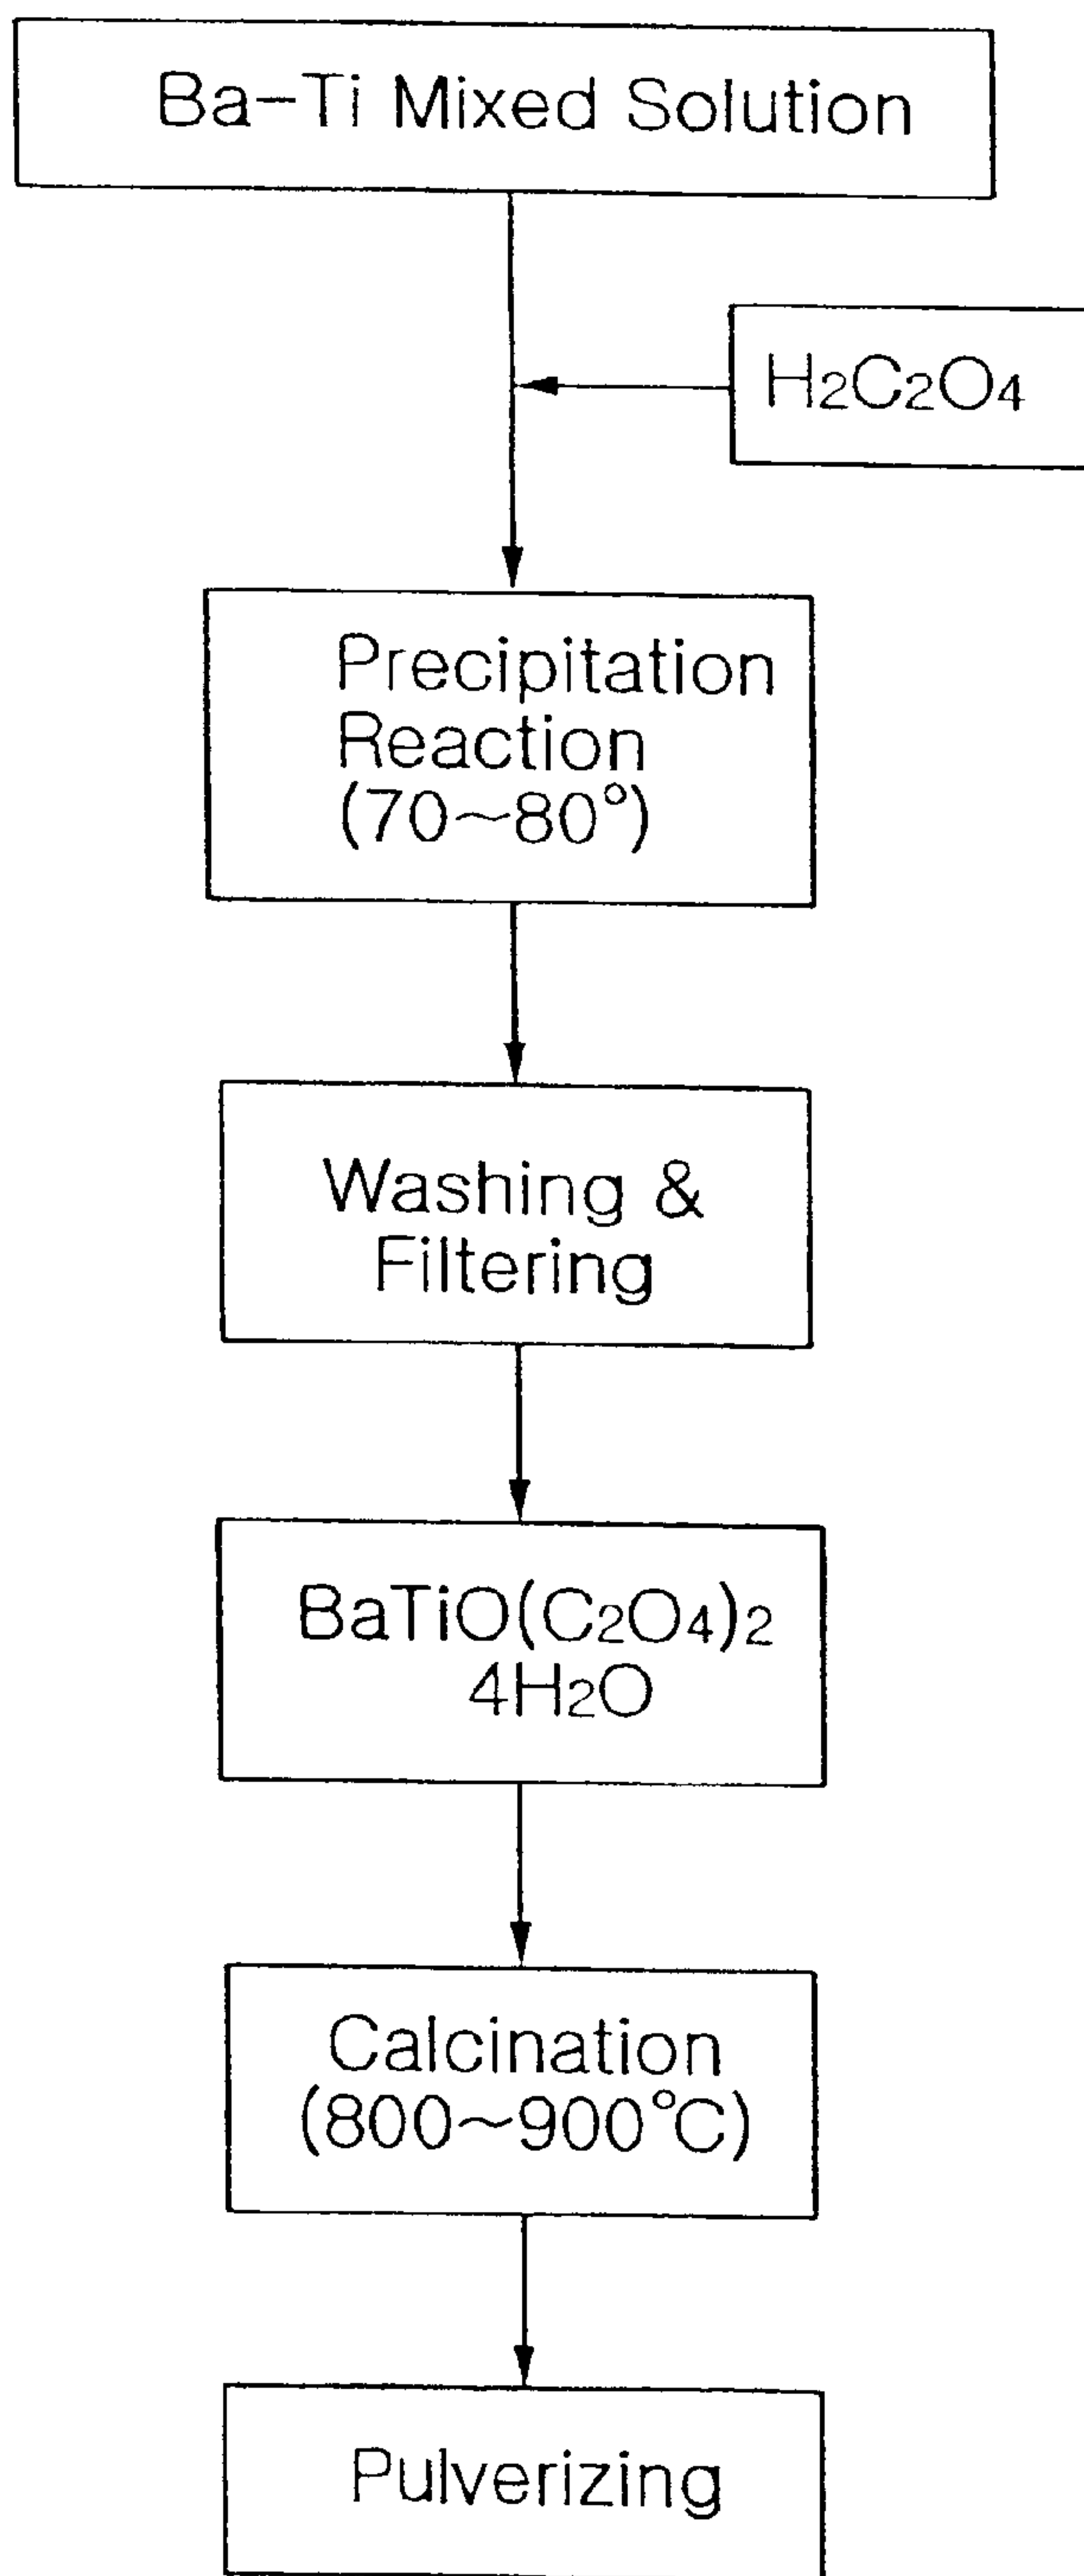 Ba-Ti Mixed Solution
H2C2O4
Precipitation
Reaction
(70~80°)
Washing &
Filtering
BaTiO(C2O4)2
4H2O
Calcination
(800~900°C)
Pulverizing